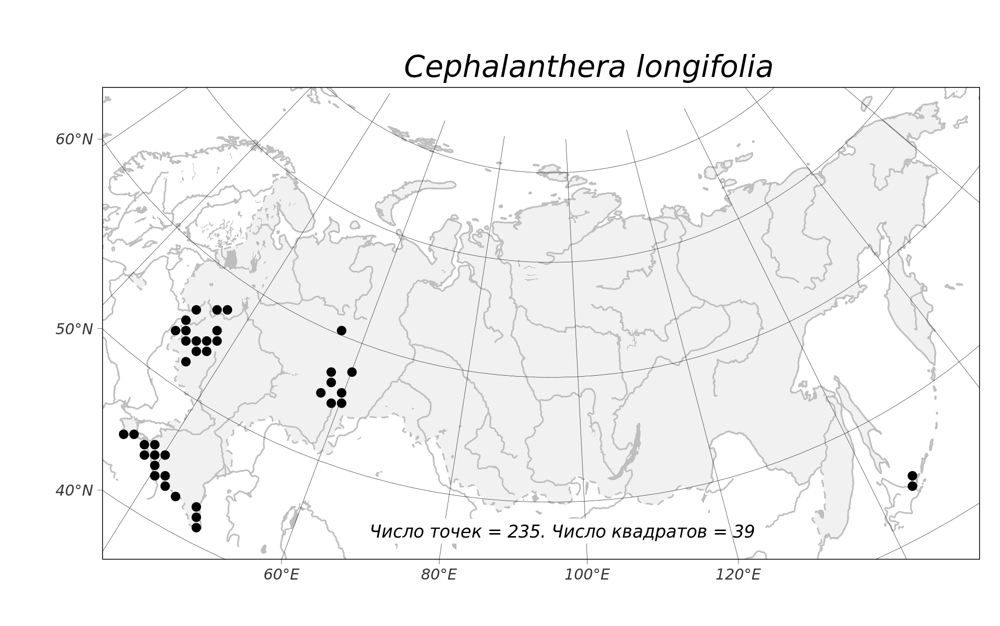 Cephalanthera longifolia
60°N
50°N
40°N
Число точек = 235. Число квадратов = 39
60°E 80°E 100°E 120°E